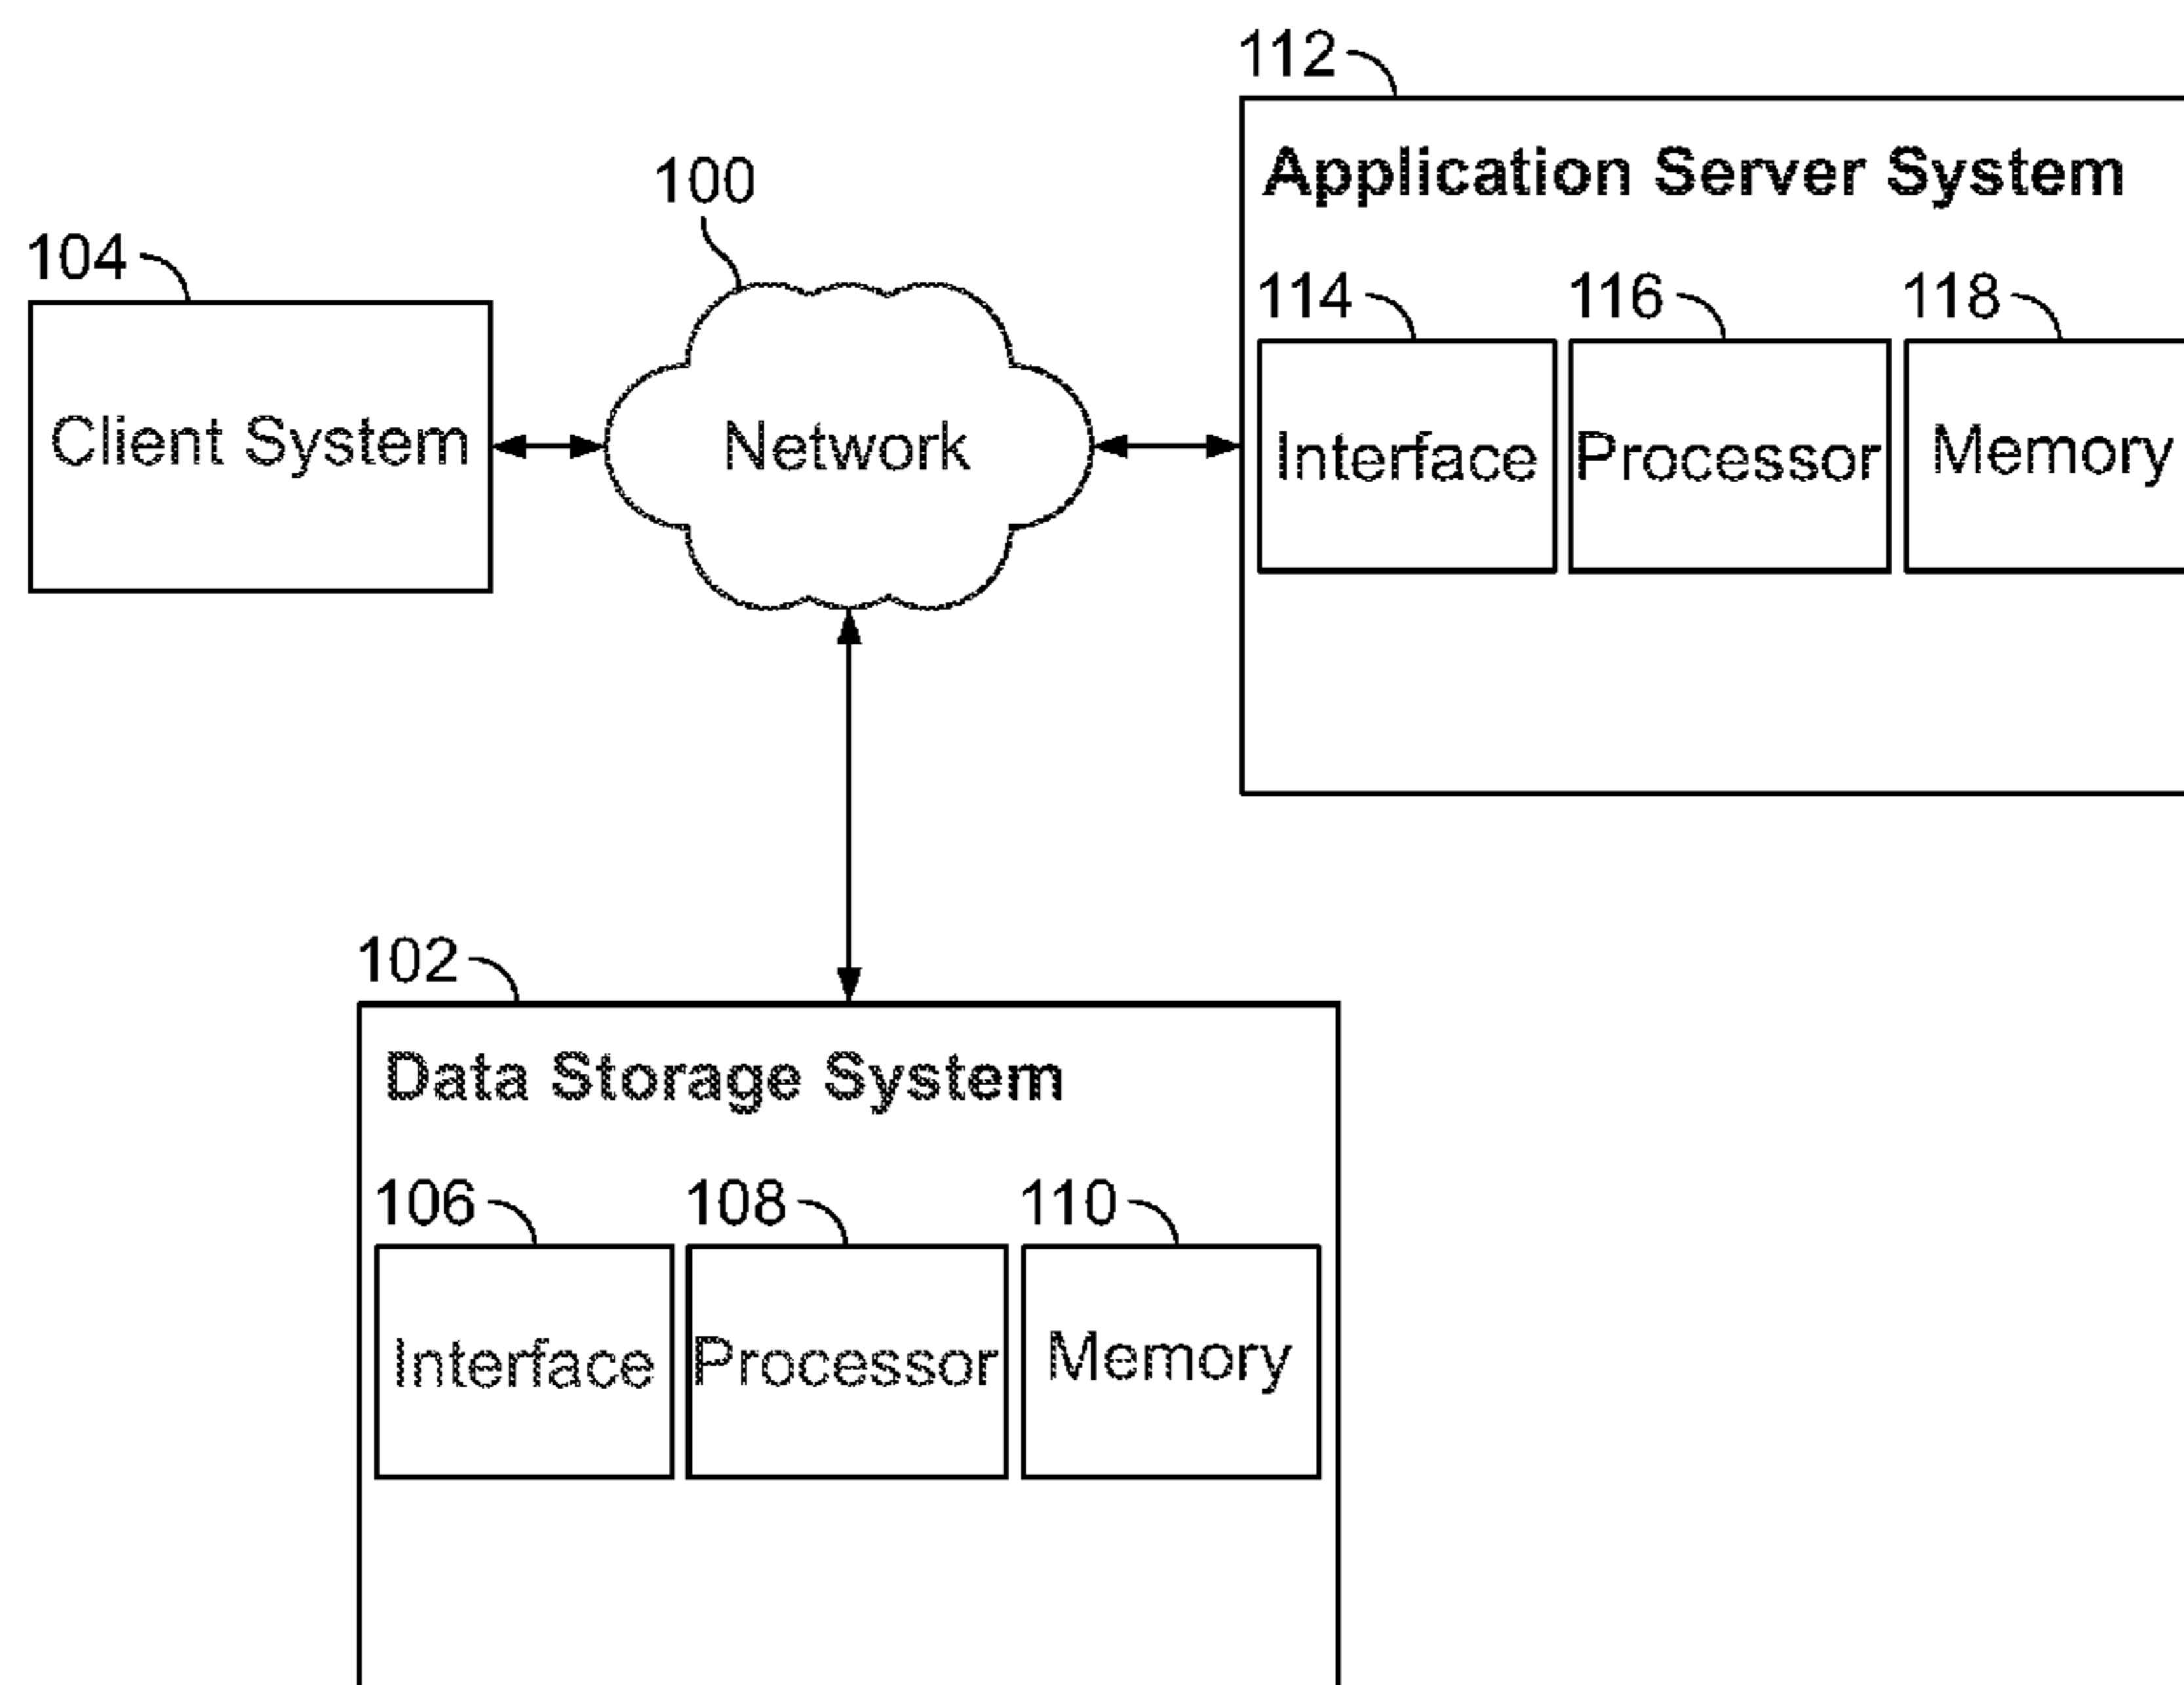 112
Application Server System
100
104
114 116 118
Client System
Network
Interface Processor Memory
102
Data Storage System
106 108 110
Interface Processor Memory